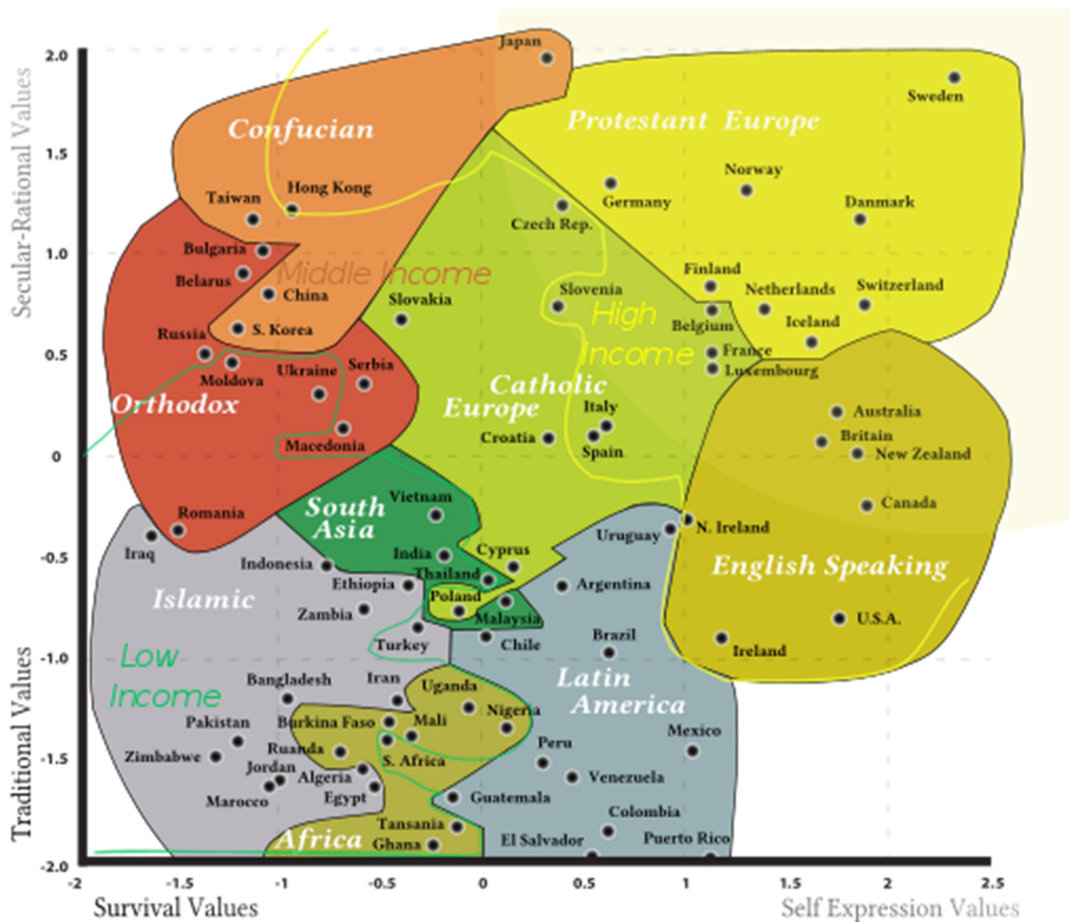 Japan
2.0
Sweden
Protestant Europe
Confucian
1.5
Norway
Hong Kong
Taiwan
Germany
Danmark
Czech Rep.
Bulgaria
1.0
Finland
Middle Income
Belarus
China
Slovenia
Netherlands
Switzerland
Slovakia
High
Belgium
Iceland
S. Korea
Russia
0.5
Income
France
Moldova
Ukraine
Serbia
Luxembourg
Catholic
Europe
Orthodox
Italy
Australia
Macedonia
Croatia
Spain
Britain
0
New Zealand
Vietnam
South
Asia
Canada
Romania
N. Ireland
Uruguay
Iraq
-0.5
India
Cyprus
Indonesia
Thailand
English Speaking
Ethiopia
Argentina
Islamic
Poland
Zambia
Malaysia
U.S.A.
Turkey
Chile
Brazil
Ireland
Low
Income
-1.0
Bangladesh
Iran
Uganda
Latin
America
Nigeria
Pakistan
Burkina Faso
Mali
Mexico
Zimbabwe
Ruanda
S. Africa
Peru
-1.5
Jordan
Algeria
Venezuela
Marocco
Egypt
Guatemala
Colombia
Tansania
Africa
Ghana
El Salvador
Puerto Rico
-2.0
-2
-1.5
-1
-0.5
0
0.5
1
1.5
2
2.5
Survival Values
Self Expression Values
Secular-Rational Values
Traditional Values